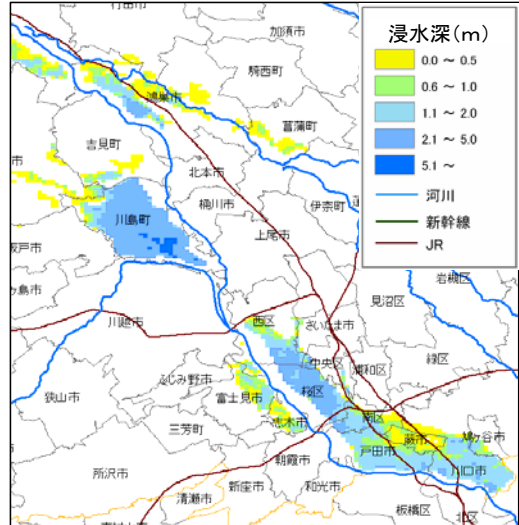 行田市
加須市
騎西町
鴻巣市
菖蒲町
吉見町
北本市
桶川市
伊奈町
川島町
上尾市
坂戸市
ヶ島市
岩槻区
見沼区
西区
さいたま市
川越市
中央区
浦和区
緑区
ふじみ野市
桜区
狭山市
富士見市
南区
志木市
蕨市
鳩ヶ谷市
三芳町
戸田市
川口市
朝霞市
所沢市
新座市
和光市
清瀬市
板橋区
北区
浸水深(m)
0.0 ～ 0.5
0.6 ～ 1.0
1.1 ～ 2.0
2.1 ～ 5.0
5.1 ～
河川
新幹線
JR